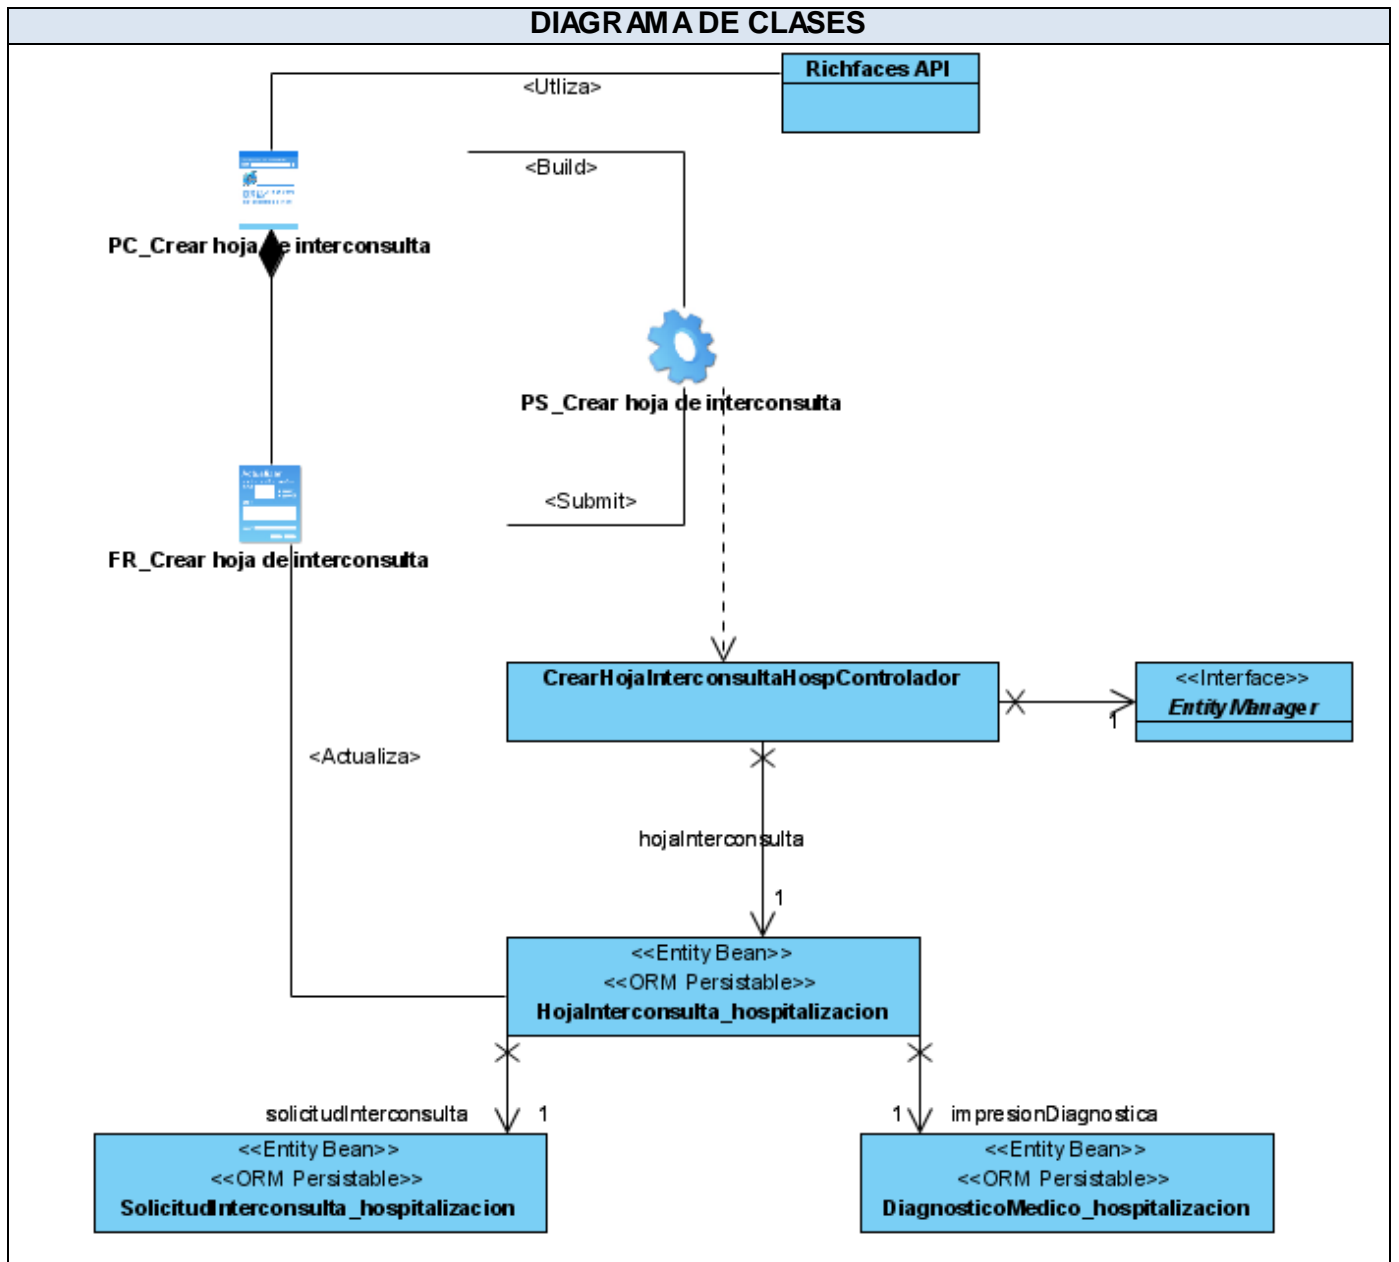 DIAGRAMA DE CLASES
Richfaces API
<Utliza>
<Build>
PC_Crear hoja de interconsulta
PS_Crear hoja de interconsulta
Actualizar
<Submit>
FR_Crear hoja de interconsulta
CrearHojaInterconsultaHospControlador
<<Interface>>
EntityManager
1
<Actualiza>
hojaInterconsulta
1
<<Entity Bean>>
<<ORM Persistable>>
HojaInterconsulta_hospitalizacion
solicitudInterconsulta
1
1
impresionDiagnostica
<<Entity Bean>>
<<ORM Persistable>>
SolicitudInterconsulta_hospitalizacion
<<Entity Bean>>
<<ORM Persistable>>
DiagnosticoMedico_hospitalizacion